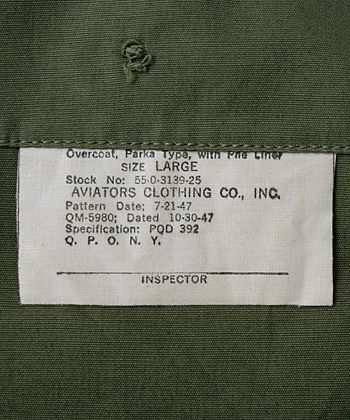 Overcoat, Parka Type, with Pile Liner
SIZE LARGE
Stock No: 55-0-3139-25
AVIATORS CLOTHING CO., INC.
Pattern Date; 7-21-47
QM-5980; Dated 10-30-47
Specification: PQD 392
Q. P. O. N. Y.
INSPECTOR